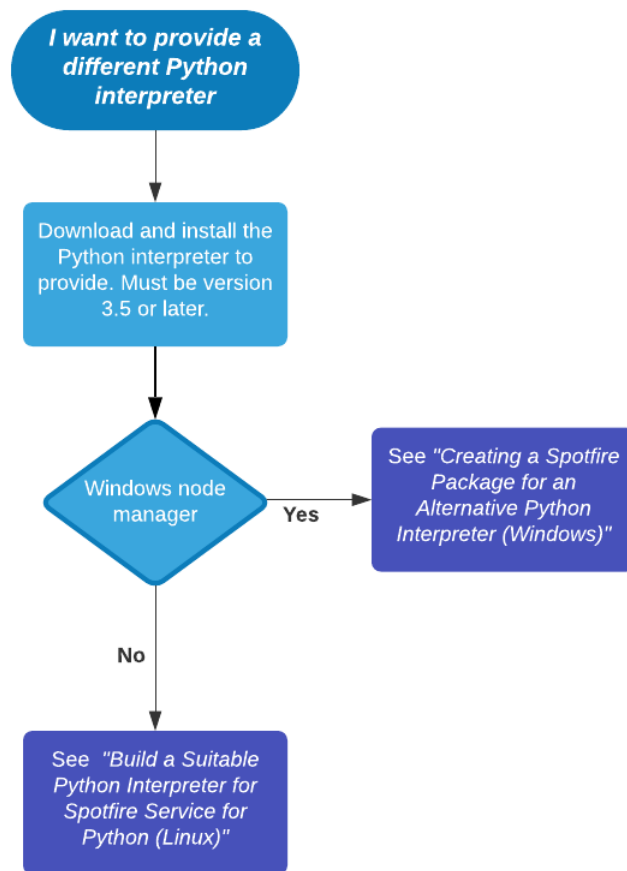 I want to provide a
different Python
interpreter
Download and install the
Python interpreter to
provide. Must be version
3.5 or later.
Windows node
manager
Yes
See "Creating a Spotfire
Package for an
Alternative Python
Interpreter (Windows)"
No
See "Build a Suitable
Python Interpreter for
Spotfire Service for
Python (Linux)"